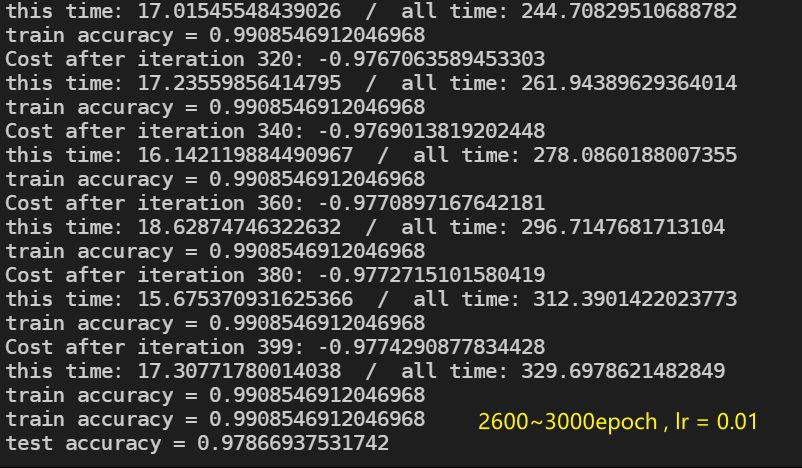 this time: 17.01545548439026  /  all time: 244.70829510688782
train accuracy = 0.9908546912046968
Cost after iteration 320: -0.9767063589453303
this time: 17.23559856414795  /  all time: 261.94389629364014
train accuracy = 0.9908546912046968
Cost after iteration 340: -0.9769013819202448
this time: 16.142119884490967  /  all time: 278.0860188007355
train accuracy = 0.9908546912046968
Cost after iteration 360: -0.9770897167642181
this time: 18.62874746322632  /  all time: 296.7147681713104
train accuracy = 0.9908546912046968
Cost after iteration 380: -0.9772715101580419
this time: 15.675370931625366  /  all time: 312.3901422023773
train accuracy = 0.9908546912046968
Cost after iteration 399: -0.9774290877834428
this time: 17.30771780014038  /  all time: 329.6978621482849
train accuracy = 0.9908546912046968
train accuracy = 0.9908546912046968
2600~3000epoch , lr = 0.01
test accuracy = 0.97866937531742